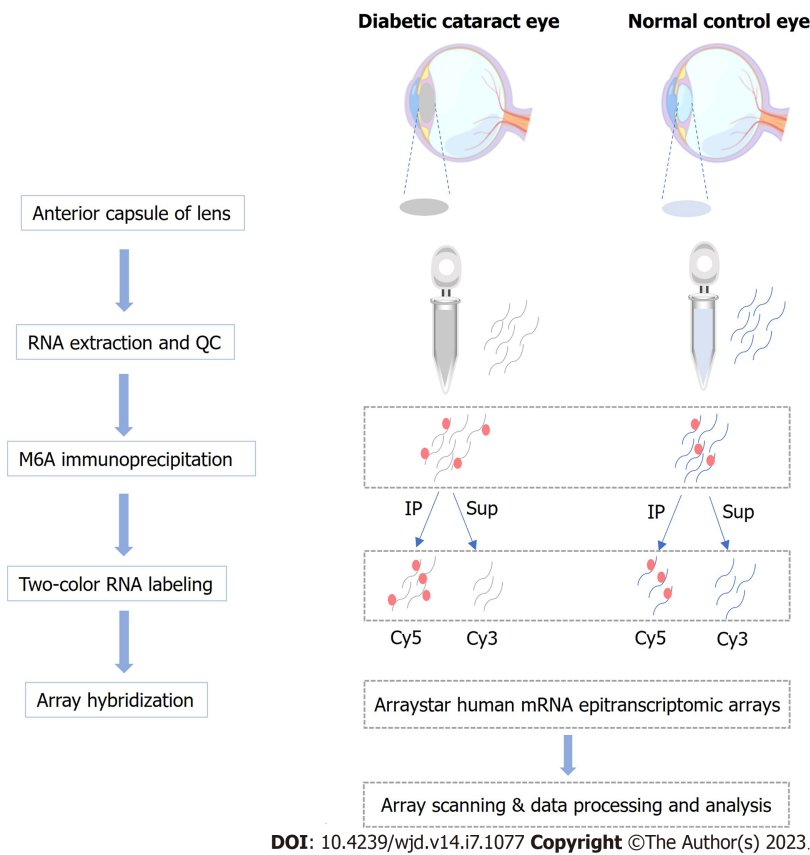 Diabetic cataract eye
Normal control eye
Anterior capsule of lens
RNA extraction and QC
M6A immunoprecipitation
IP
Sup
IP
Sup
Two-color RNA labeling
Cy5
Cy3
Cy5
Cy3
Array hybridization
Arraystar human mRNA epitranscriptomic arrays
Array scanning & data processing and analysis
DOI: 10.4239/wjd.v14.i7.1077 Copyright ©The Author(s) 2023.